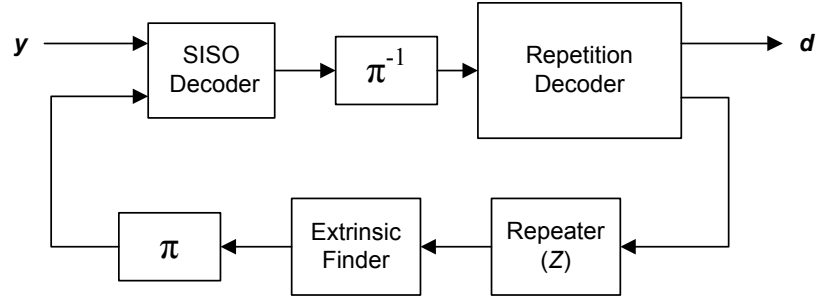 y
SISO
Decoder
π-1
Repetition
Decoder
d
π
Extrinsic
Finder
Repeater
(Z)